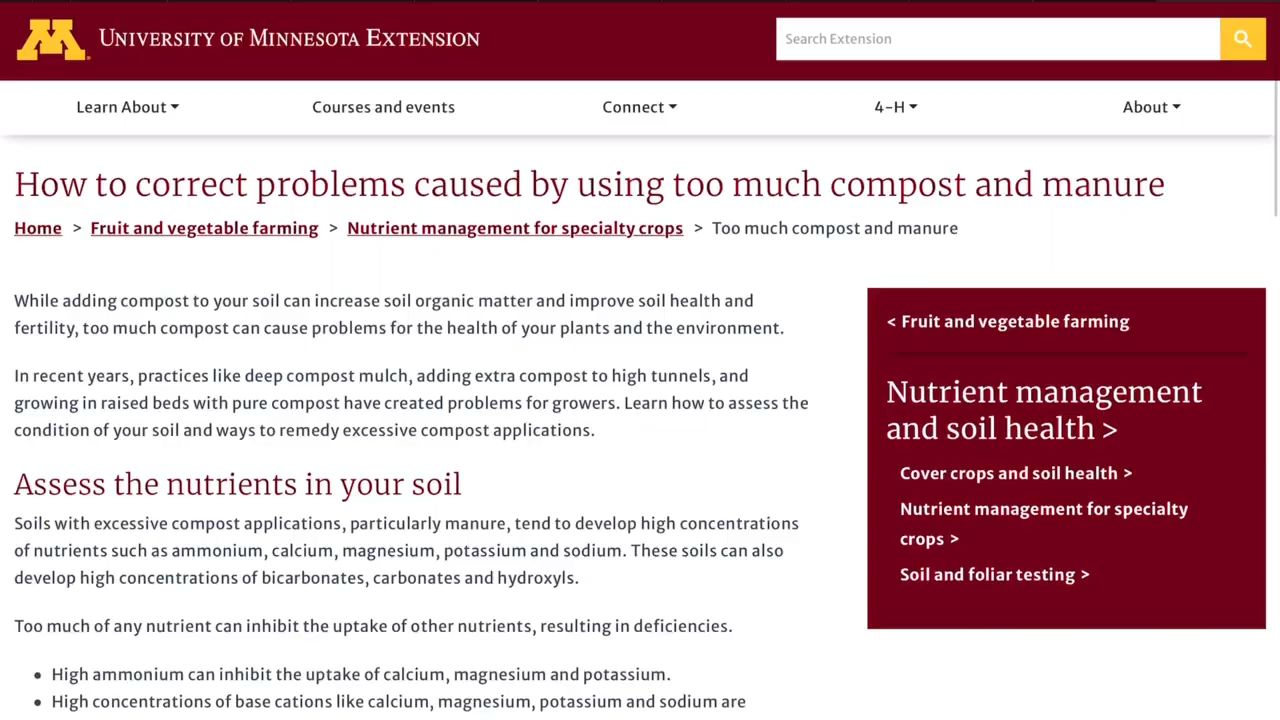 UNIVERSITY OF MINNESOTA EXTENSION
Search Extension
Learn About
Courses and events
Connect
4-H
About
How to correct problems caused by using too much compost and manure
Home > Fruit and vegetable farming > Nutrient management for specialty crops > Too much compost and manure
While adding compost to your soil can increase soil organic matter and improve soil health and
fertility, too much compost can cause problems for the health of your plants and the environment.
In recent years, practices like deep compost mulch, adding extra compost to high tunnels, and
growing in raised beds with pure compost have created problems for growers. Learn how to assess the
condition of your soil and ways to remedy excessive compost applications.
Assess the nutrients in your soil
Soils with excessive compost applications, particularly manure, tend to develop high concentrations
of nutrients such as ammonium, calcium, magnesium, potassium and sodium. These soils can also
develop high concentrations of bicarbonates, carbonates and hydroxyls.
Too much of any nutrient can inhibit the uptake of other nutrients, resulting in deficiencies.
• High ammonium can inhibit the uptake of calcium, magnesium and potassium.
• High concentrations of base cations like calcium, magnesium, potassium and sodium are
< Fruit and vegetable farming
Nutrient management
and soil health >
Cover crops and soil health >
Nutrient management for specialty
crops >
Soil and foliar testing >